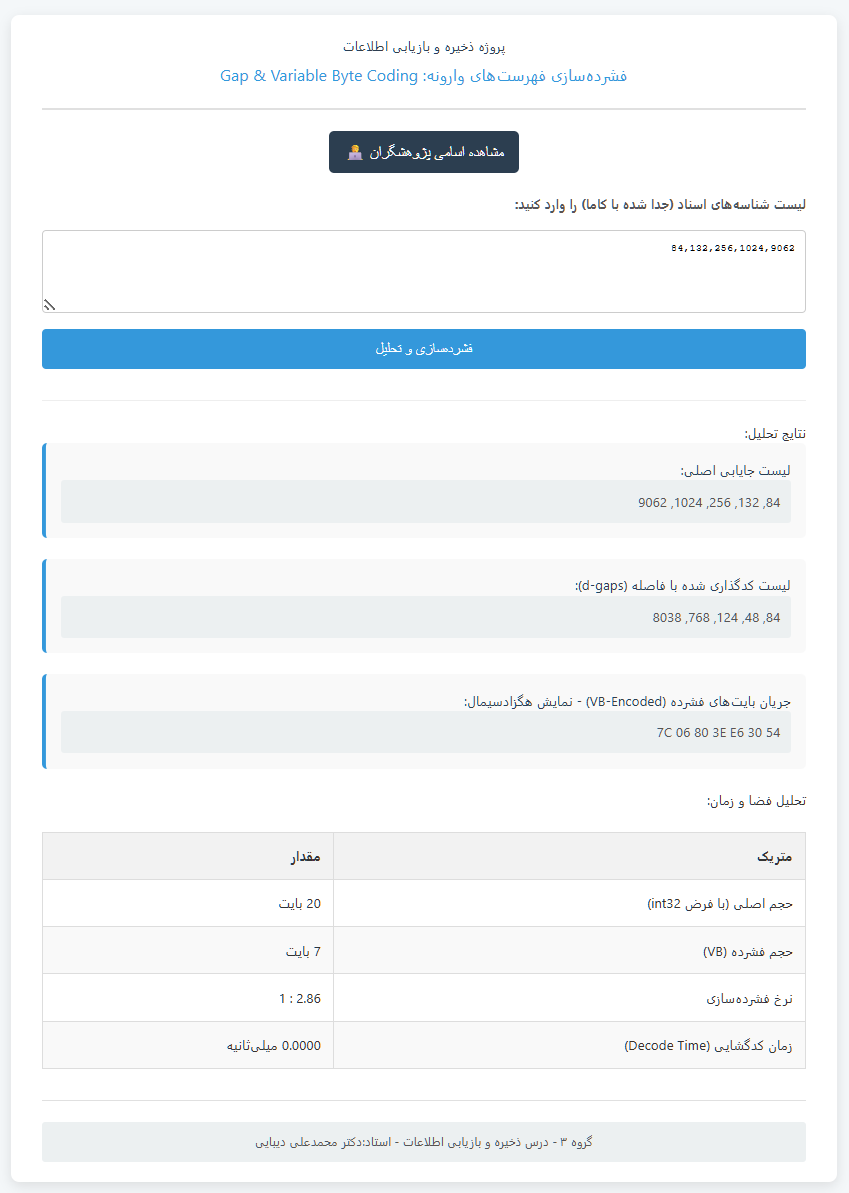 پروژه ذخیره و بازیابی اطلاعات
فشرده‌سازی فهرست‌های وارونه: Gap & Variable Byte Coding
مشاهده اسامی پژوهشگران
لیست شناسه‌های اسناد (جدا شده با کاما) را وارد کنید:
84,132,256,1024,9062
فشرده‌سازی و تحلیل
نتایج تحلیل:
لیست جایابی اصلی:
84, 132, 256, 1024, 9062
لیست کدگذاری شده با فاصله (d-gaps):
84, 48, 124, 768, 8038
جریان بایت‌های فشرده (VB-Encoded) - نمایش هگزادسیمال:
7C 06 80 3E E6 30 54
تحلیل فضا و زمان:
متریک	مقدار
حجم اصلی (با فرض int32)	20 بایت
حجم فشرده (VB)	7 بایت
نرخ فشرده‌سازی	2.86 : 1
زمان کدگشایی (Decode Time)	0.0000 میلی‌ثانیه
گروه ۳ - درس ذخیره و بازیابی اطلاعات - استاد:دکتر محمدعلی دیبایی